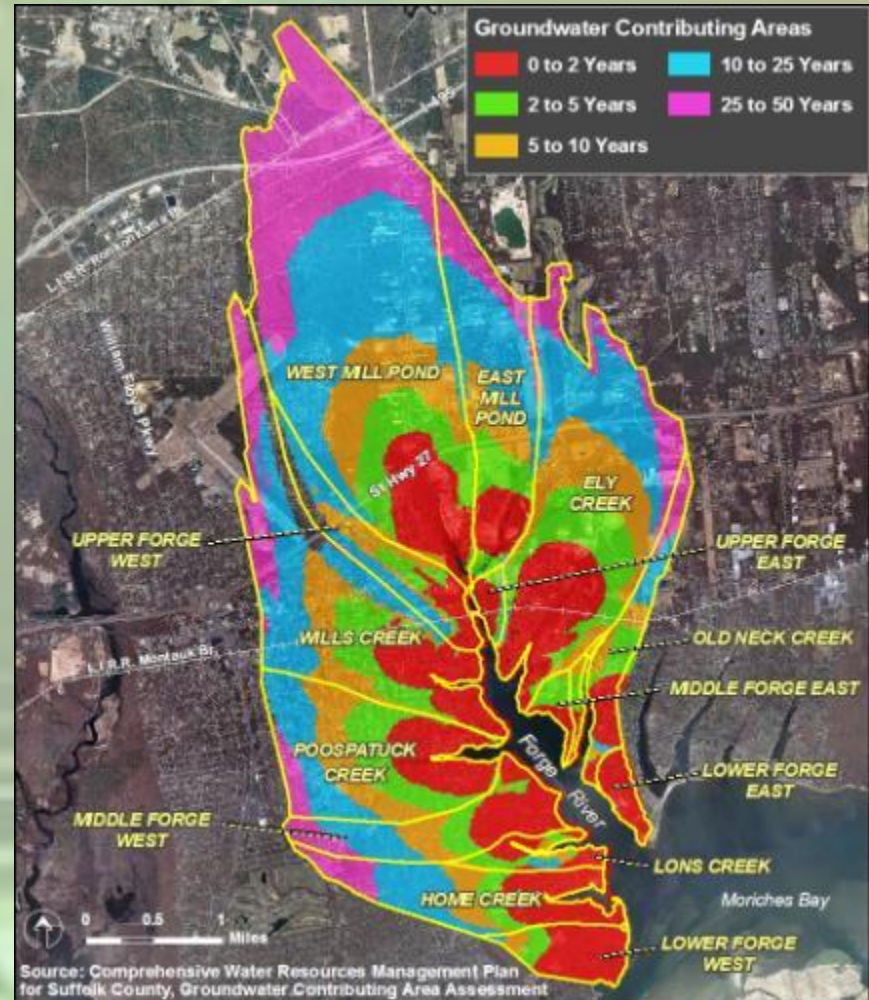 Groundwater Contributing Areas
0 to 2 Years
10 to 25 Years
2 to 5 Years
25 to 50 Years
5 to 10 Years
I-495
L.I.R.R. Ronkonkoma Br.
William Floyd Pkwy
WEST MILL POND
EAST
MILL
POND
St Hwy 27
ELY
CREEK
UPPER FORGE
WEST
UPPER FORGE
EAST
WILLS CREEK
OLD NECK CREEK
L.I.R.R. Montauk Br.
MIDDLE FORGE EAST
POOSPATUCK
CREEK
Forge
River
LOWER FORGE
EAST
MIDDLE FORGE
WEST
LONS CREEK
HOME CREEK
Moriches Bay
LOWER FORGE
WEST
0 0.5 1
Miles
Source: Comprehensive Water Resources Management Plan
for Suffolk County, Groundwater Contributing Area Assessment